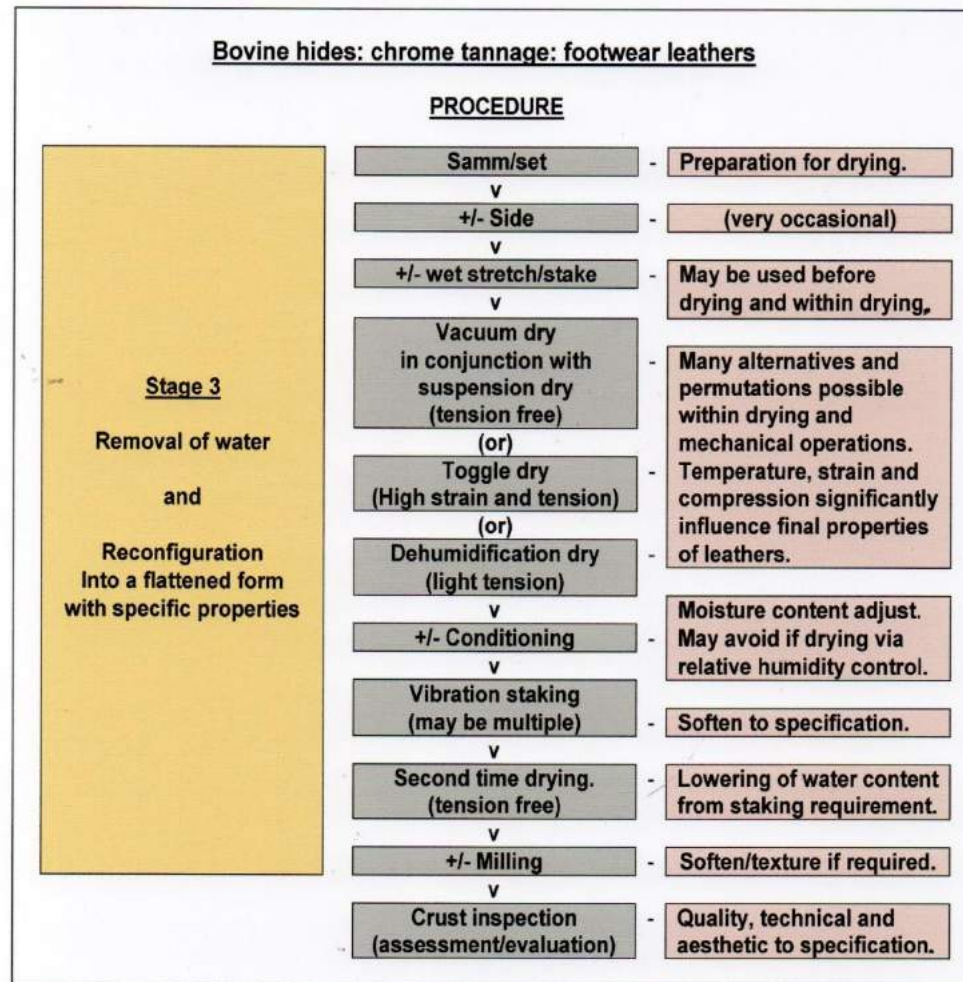 Bovine hides: chrome tannage: footwear leathers
PROCEDURE
Stage 3
Removal of water
and
Reconfiguration
Into a flattened form
with specific properties
Samm/set
-
Preparation for drying.
v
+/- Side
-
(very occasional)
v
+/- wet stretch/stake
-
May be used before
drying and within drying,
v
Vacuum dry
in conjunction with
suspension dry
(tension free)
-
(or)
Toggle dry
(High strain and tension)
-
(or)
Dehumidification dry
(light tension)
-
Many alternatives and
permutations possible
within drying and
mechanical operations.
Temperature, strain and
compression significantly
influence final properties
of leathers.
v
+/- Conditioning
-
Moisture content adjust.
May avoid if drying via
relative humidity control.
v
Vibration staking
(may be multiple)
-
Soften to specification.
v
Second time drying.
(tension free)
-
Lowering of water content
from staking requirement.
v
+/- Milling
-
Soften/texture if required.
v
Crust inspection
(assessment/evaluation)
-
Quality, technical and
aesthetic to specification.